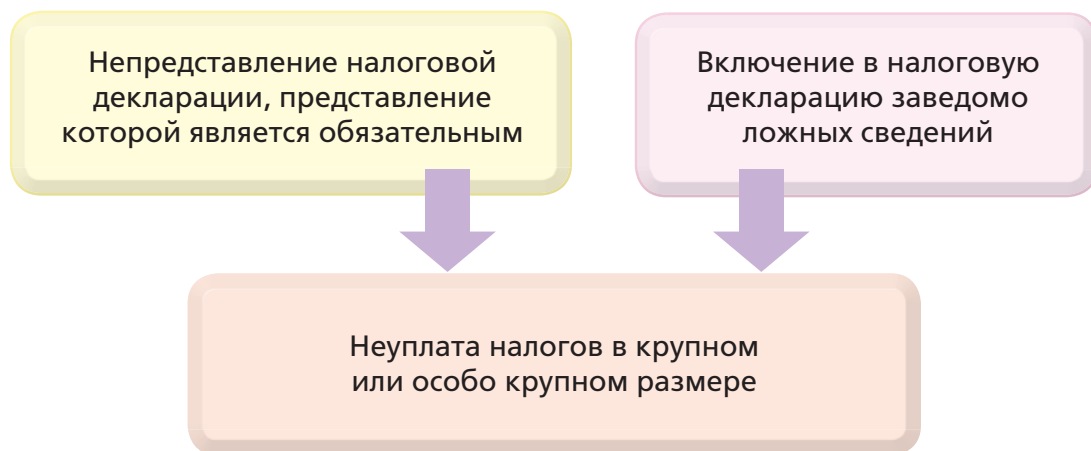 Непредставление налоговой
декларации, представление
которой является обязательным
Включение в налоговую
декларацию заведомо
ложных сведений
Неуплата налогов в крупном
или особо крупном размере